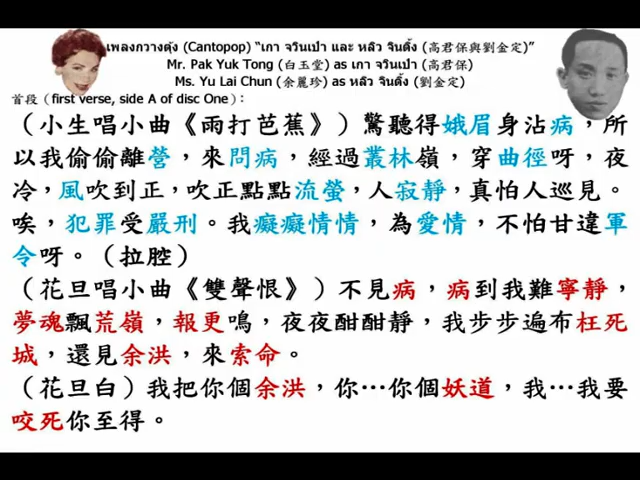 เพลงกวางตุ้ง (Cantopop) “เกา จวินเป่า และ หลิว จินติ้ง (高君保與劉金定)”
Mr. Pak Yuk Tong (白玉堂) as เกา จวินเป่า (高君保)
Ms. Yu Lai Chun (余麗珍) as หลิว จินติ้ง (劉金定)
首段 (first verse, side A of disc One) :
（小生唱小曲《雨打芭蕉》）驚聽得娥眉身沾病，所
以我偷偷離營，來問病，經過叢林嶺，穿曲徑呀，夜
冷，風吹到正，吹正點點流螢，人寂靜，真怕人巡見。
唉，犯罪受嚴刑。我癡癡情情，為愛情，不怕甘違軍
令呀。（拉腔）
（花旦唱小曲《雙聲恨》）不見病，病到我難寧靜，
夢魂飄荒嶺，報更鳴，夜夜酣酣靜，我步步遍布枉死
城，還見余洪，來索命。
（花旦白）我把你個余洪，你…你個妖道，我…我要
咬死你至得。